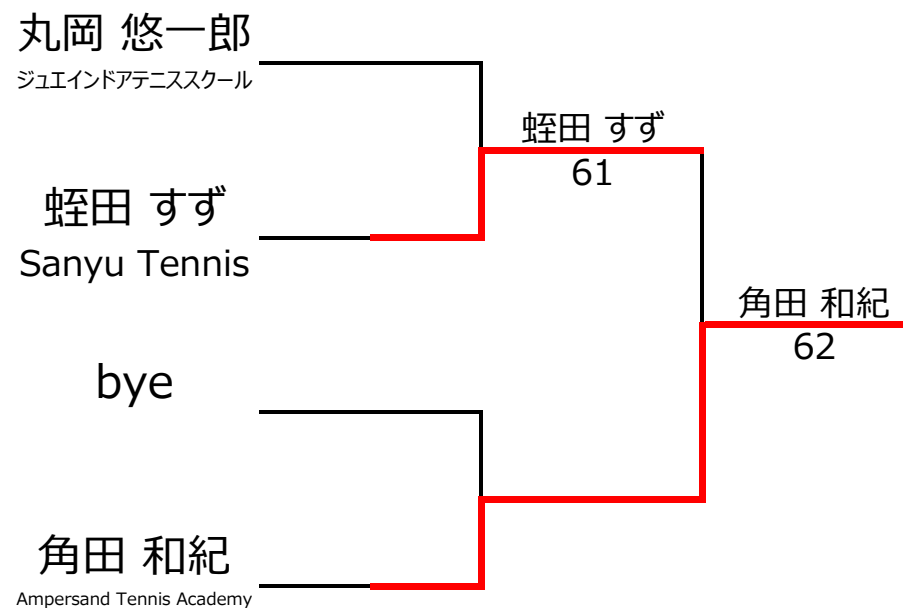 丸岡 悠一郎
ジュエインドアテニススクール
蛭田 すず
61
蛭田 すず
Sanyu Tennis
角田 和紀
62
bye
角田 和紀
Ampersand Tennis Academy